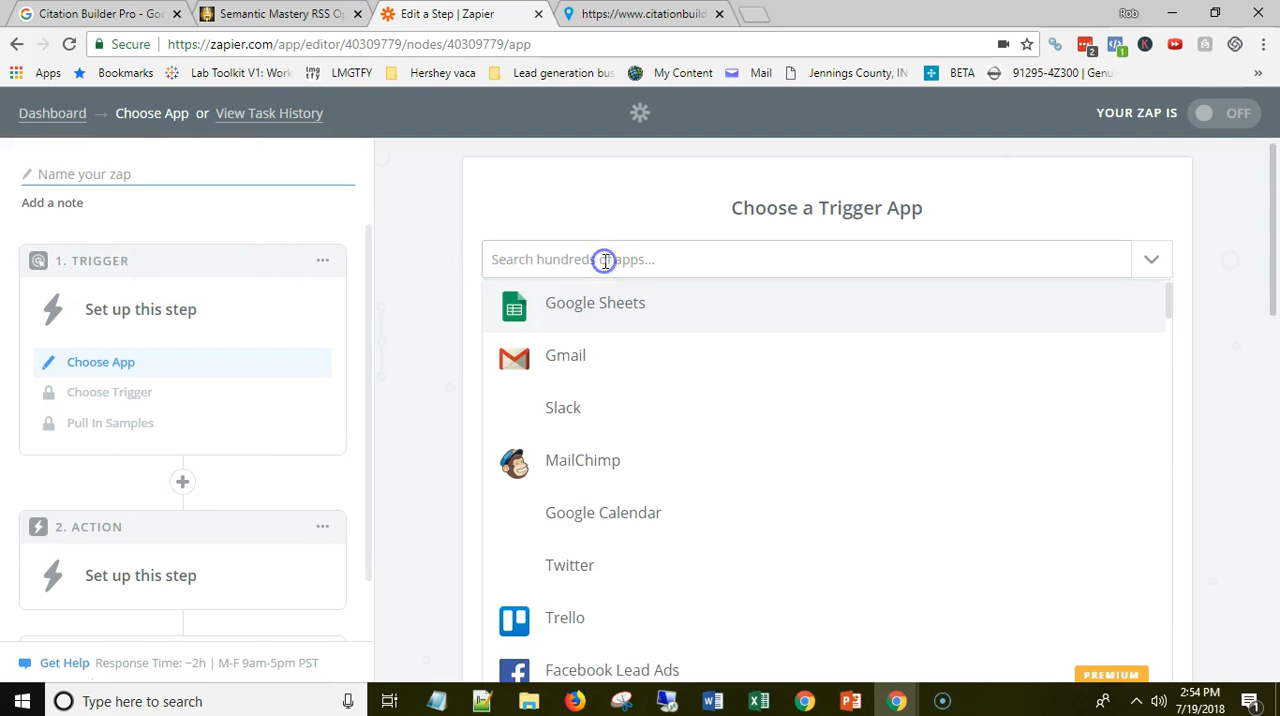 Citation Builder Pro - Go
Semantic Mastery RSS O
Edit a Step | Zapier
https://www.citationbuild
Rob
Secure
https://zapier.com/app/editor/40309779/nodes/40309779/app
2
1
K
Apps
Bookmarks
Lab Toolkit V1: Work
LMGTFY
Hershey vaca
Lead generation bus
My Content
Mail
Jennings County, IN
BETA
91295-4Z300 | Genu
»
Dashboard → Choose App or View Task History
YOUR ZAP IS
OFF
Name your zap
Add a note
1. TRIGGER
Set up this step
Choose App
Choose Trigger
Pull In Samples
2. ACTION
Set up this step
Get Help Response Time: ~2h | M-F 9am-5pm PST
Choose a Trigger App
Search hundreds of apps...
Google Sheets
Gmail
Slack
MailChimp
Google Calendar
Twitter
Trello
Facebook Lead Ads
PREMIUM
Type here to search
2:54 PM
7/19/2018
1